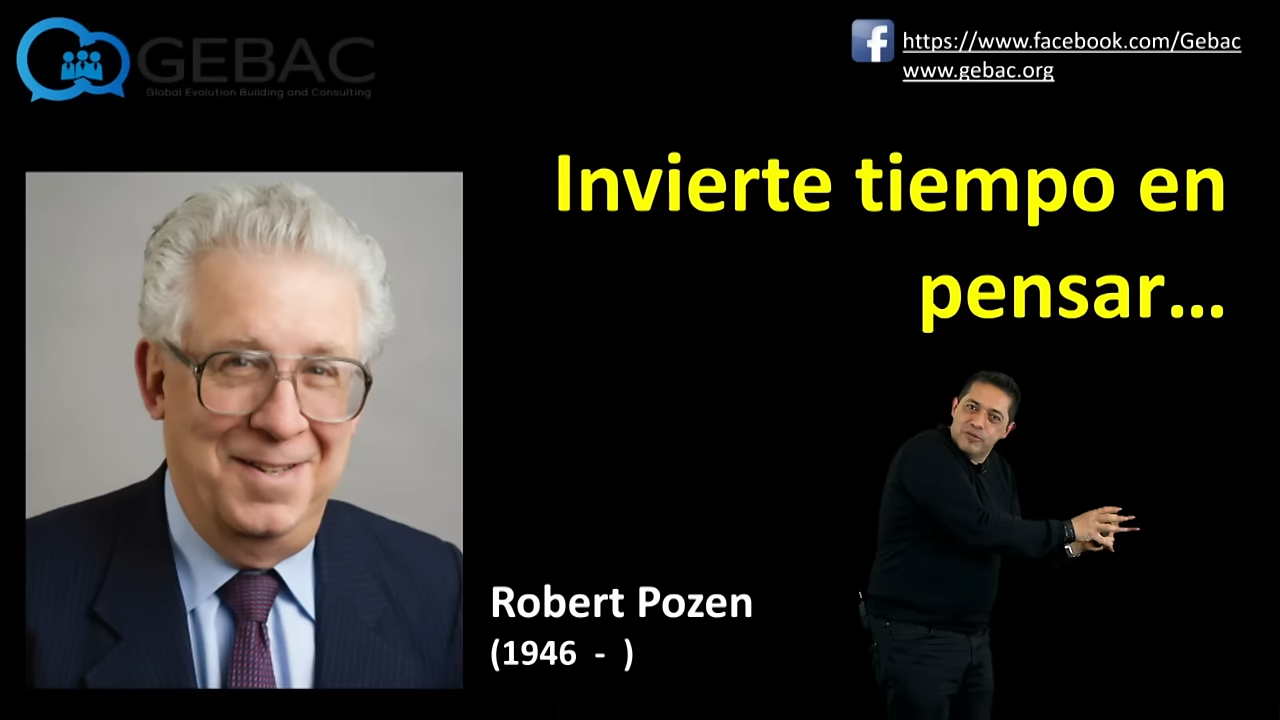 GEBAC
Global Evolution Building and Consulting
https://www.facebook.com/Gebac
www.gebac.org
Invierte tiempo en
pensar...
Robert Pozen
(1946 - )